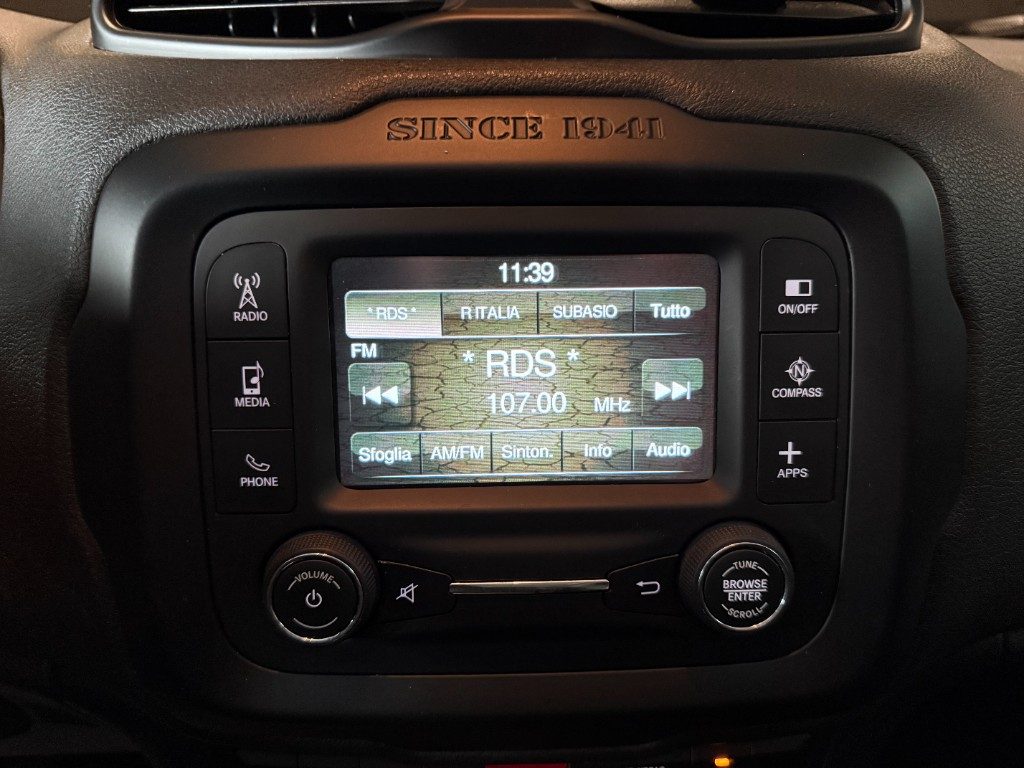 SINCE 1941
11:39
RADIO
*RDS* R ITALIA SUBASIO Tutto
ON/OFF
FM
* RDS *
MEDIA
107.00 MHz
N
COMPASS
Sfoglia AM/FM Sinton. Info Audio
PHONE
APPS
VOLUME
TUNE
BROWSE
ENTER
SCROLL